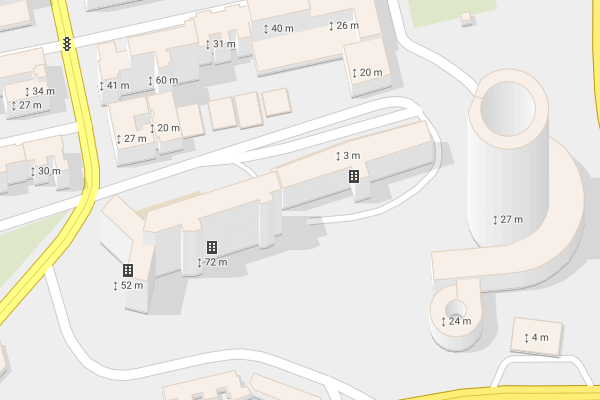 ↕ 40 m
↕ 26 m
↕ 31 m
↕ 20 m
↕ 60 m
↕ 41 m
↕ 34 m
↕ 27 m
↕ 20 m
↕ 27 m
↕ 3 m
↕ 30 m
↕ 27 m
↕ 72 m
↕ 52 m
↕ 24 m
↕ 4 m